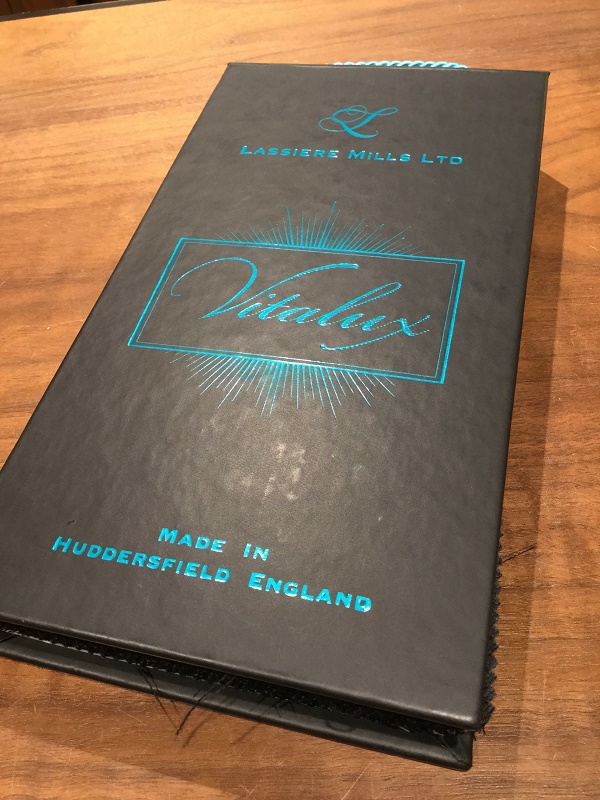 L
LASSIERE MILLS LTD
Vitalux
MADE IN
HUDDERSFIELD ENGLAND